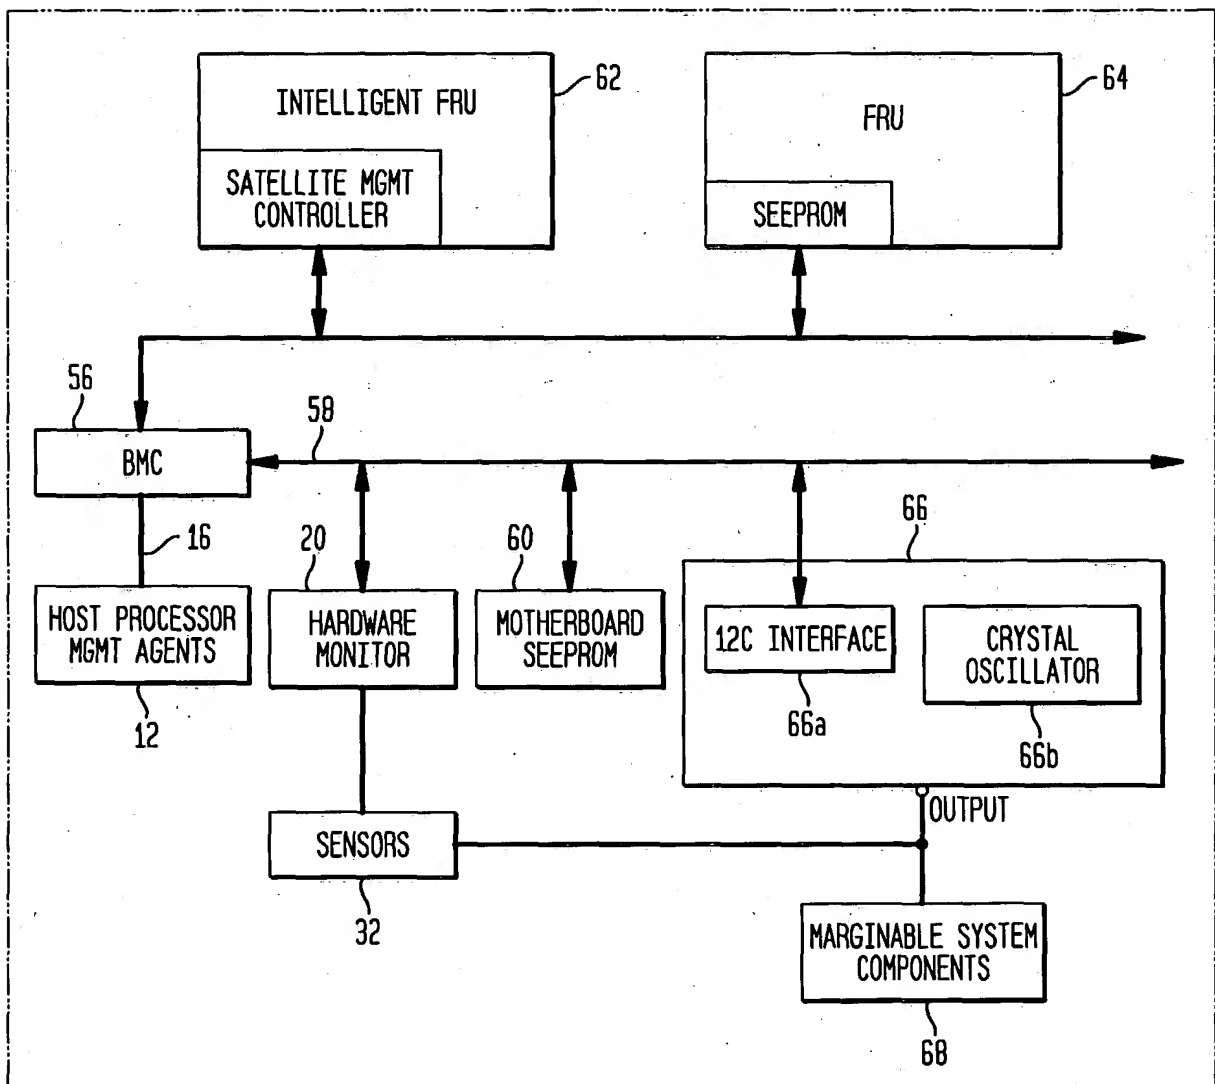 62
64
INTELLIGENT FRU
FRU
SATELLITE MGMT
CONTROLLER
SEEPROM
56
58
BMC
16
20
60
66
HOST PROCESSOR
MGMT AGENTS
HARDWARE
MONITOR
MOTHERBOARD
SEEPROM
12C INTERFACE
CRYSTAL
OSCILLATOR
12
66a
66b
OUTPUT
SENSORS
32
MARGINABLE SYSTEM
COMPONENTS
68